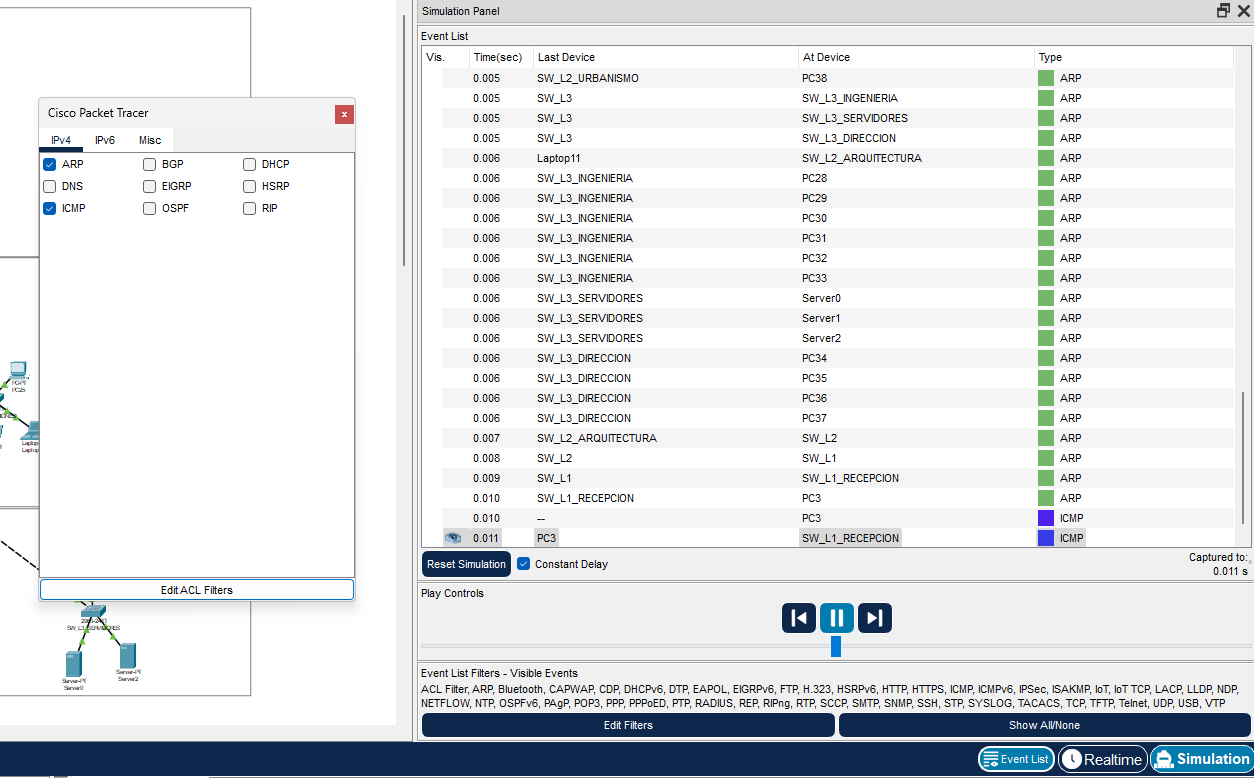 Simulation Panel
Event List
Vis. Time(sec) Last Device At Device Type
0.005 SW_L2_URBANISMO PC38 ARP
0.005 SW_L3 SW_L3_INGENIERIA ARP
0.005 SW_L3 SW_L3_SERVIDORES ARP
0.005 SW_L3 SW_L3_DIRECCION ARP
0.006 Laptop11 SW_L2_ARQUITECTURA ARP
0.006 SW_L3_INGENIERIA PC28 ARP
0.006 SW_L3_INGENIERIA PC29 ARP
0.006 SW_L3_INGENIERIA PC30 ARP
0.006 SW_L3_INGENIERIA PC31 ARP
0.006 SW_L3_INGENIERIA PC32 ARP
0.006 SW_L3_INGENIERIA PC33 ARP
0.006 SW_L3_SERVIDORES Server0 ARP
0.006 SW_L3_SERVIDORES Server1 ARP
0.006 SW_L3_SERVIDORES Server2 ARP
0.006 SW_L3_DIRECCION PC34 ARP
0.006 SW_L3_DIRECCION PC35 ARP
0.006 SW_L3_DIRECCION PC36 ARP
0.006 SW_L3_DIRECCION PC37 ARP
0.007 SW_L2_ARQUITECTURA SW_L2 ARP
0.008 SW_L2 SW_L1 ARP
0.009 SW_L1 SW_L1_RECEPCION ARP
0.010 SW_L1_RECEPCION PC3 ARP
0.010 -- PC3 ICMP
0.011 PC3 SW_L1_RECEPCION ICMP
Reset Simulation Constant Delay
Captured to:
0.011 s
Play Controls
Event List Filters - Visible Events
ACL Filter, ARP, Bluetooth, CAPWAP, CDP, DHCPv6, DTP, EAPOL, EIGRPv6, FTP, H.323, HSRPv6, HTTP, HTTPS, ICMP, ICMPv6, IPSec, ISAKMP, IoT, IoT TCP, LACP, LLDP, NDP,
NETFLOW, NTP, OSPFv6, PAgP, POP3, PPP, PPPoED, PTP, RADIUS, REP, RIPng, RTP, SCCP, SMTP, SNMP, SSH, STP, SYSLOG, TACACS, TCP, TFTP, Telnet, UDP, USB, VTP
Edit Filters Show All/None
Event List Realtime Simulation
Cisco Packet Tracer x
IPv4 IPv6 Misc
ARP BGP DHCP
DNS EIGRP HSRP
ICMP OSPF RIP
Edit ACL Filters
PC-PT
PC25
SW_L3_SERVIDORES
Server-PT
Server0
Server-PT
Server2